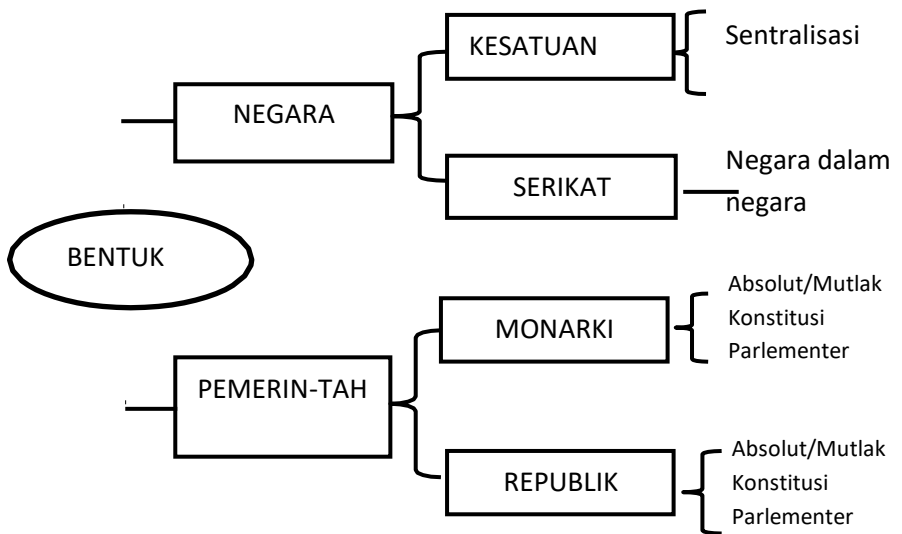 KESATUAN
Sentralisasi
NEGARA
SERIKAT
Negara dalam
negara
BENTUK
MONARKI
Absolut/Mutlak
Konstitusi
Parlementer
PEMERIN-TAH
REPUBLIK
Absolut/Mutlak
Konstitusi
Parlementer